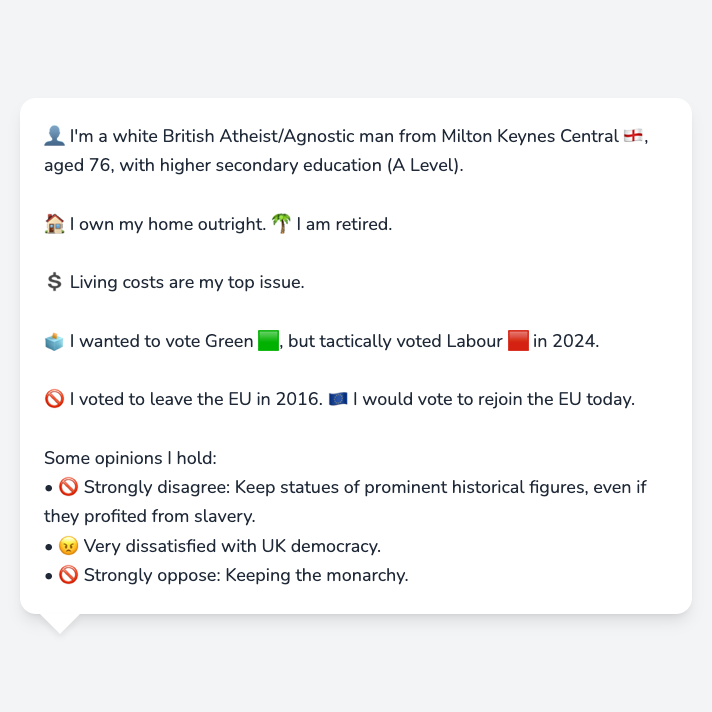 👤 I'm a white British Atheist/Agnostic man from Milton Keynes Central 🏴󠁧󠁢󠁥󠁮󠁧󠁿,
aged 76, with higher secondary education (A Level).
🏠 I own my home outright. 🌴 I am retired.
💲 Living costs are my top issue.
🗳️ I wanted to vote Green 🟩, but tactically voted Labour 🟥 in 2024.
🚫 I voted to leave the EU in 2016. 🇪🇺 I would vote to rejoin the EU today.
Some opinions I hold:
• 🚫 Strongly disagree: Keep statues of prominent historical figures, even if
they profited from slavery.
• 😠 Very dissatisfied with UK democracy.
• 🚫 Strongly oppose: Keeping the monarchy.